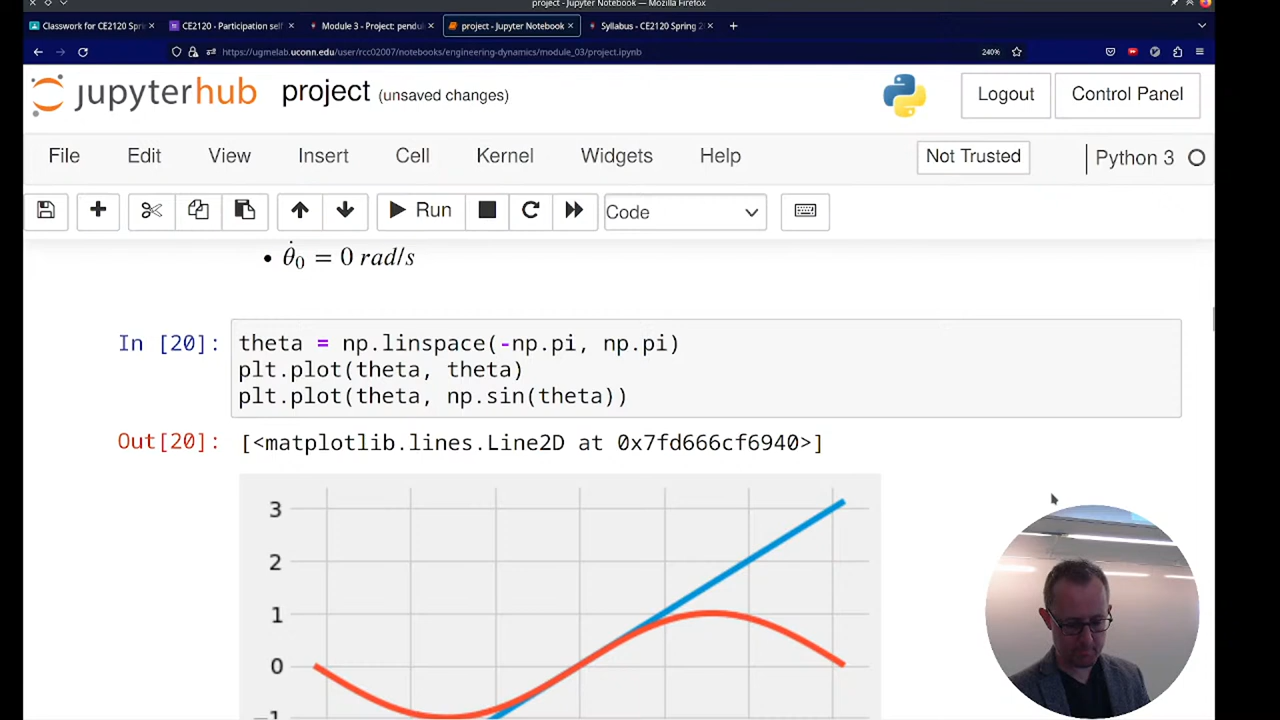 project - Jupyter Notebook — Mozilla Firefox
Classwork for CE2120 Spri
CE2120 - Participation self
Module 3 - Project: pendul
project - Jupyter Notebook
Syllabus - CE2120 Spring 2
https://ugmelab.uconn.edu/user/rcc02007/notebooks/engineering-dynamics/module_03/project.ipynb
240%
jupyterhub project (unsaved changes)
Logout
Control Panel
File Edit View Insert Cell Kernel Widgets Help
Not Trusted
Python 3
Run
Code
• θ̇₀ = 0 rad/s
In [20]:
theta = np.linspace(-np.pi, np.pi)
plt.plot(theta, theta)
plt.plot(theta, np.sin(theta))
Out[20]:
[<matplotlib.lines.Line2D at 0x7fd666cf6940>]
3
2
1
0
−1